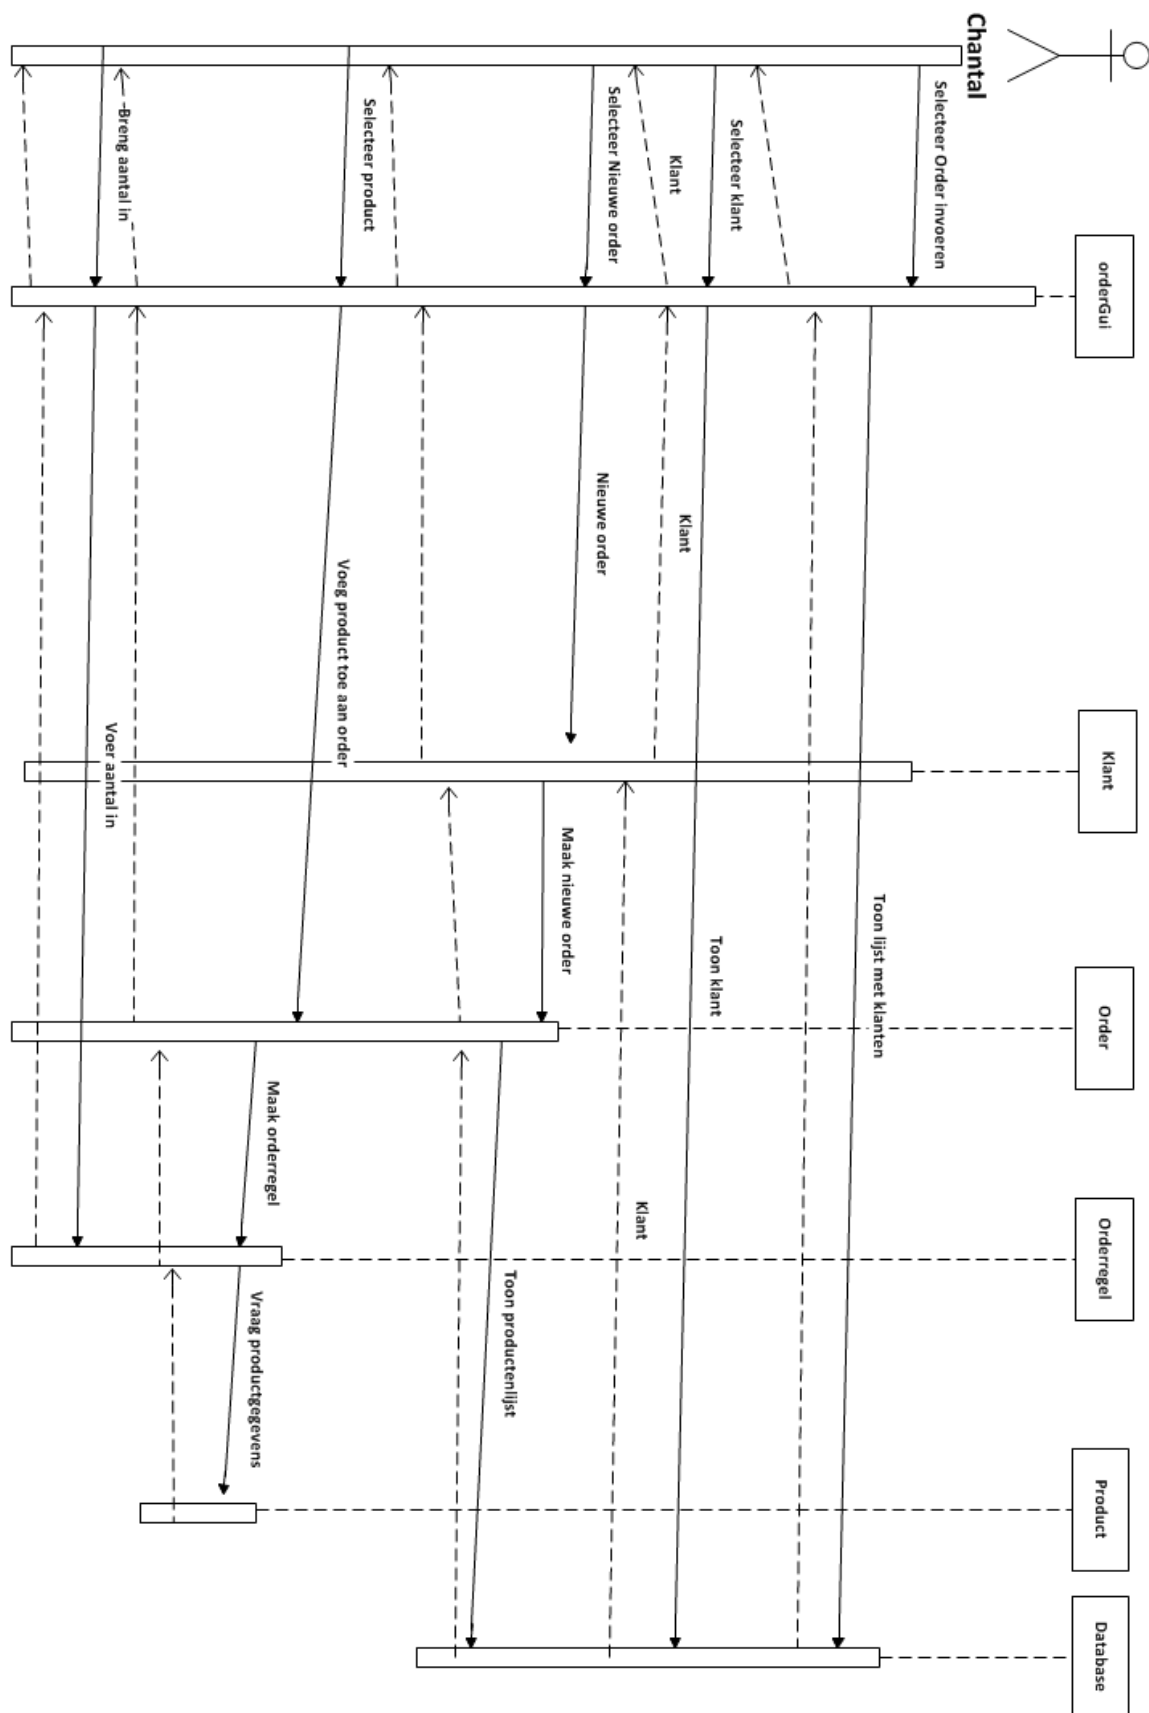 Chantal
orderGui
Klant
Order
Orderregel
Product
Database
Selecteer Order invoeren
Toon lijst met klanten
Selecteer klant
Toon klant
Klant
Klant
Klant
Selecteer Nieuwe order
Nieuwe order
Maak nieuwe order
Toon productenlijst
Selecteer product
Voeg product toe aan order
Maak orderregel
Vraag productgegevens
Breng aantal in
Voer aantal in